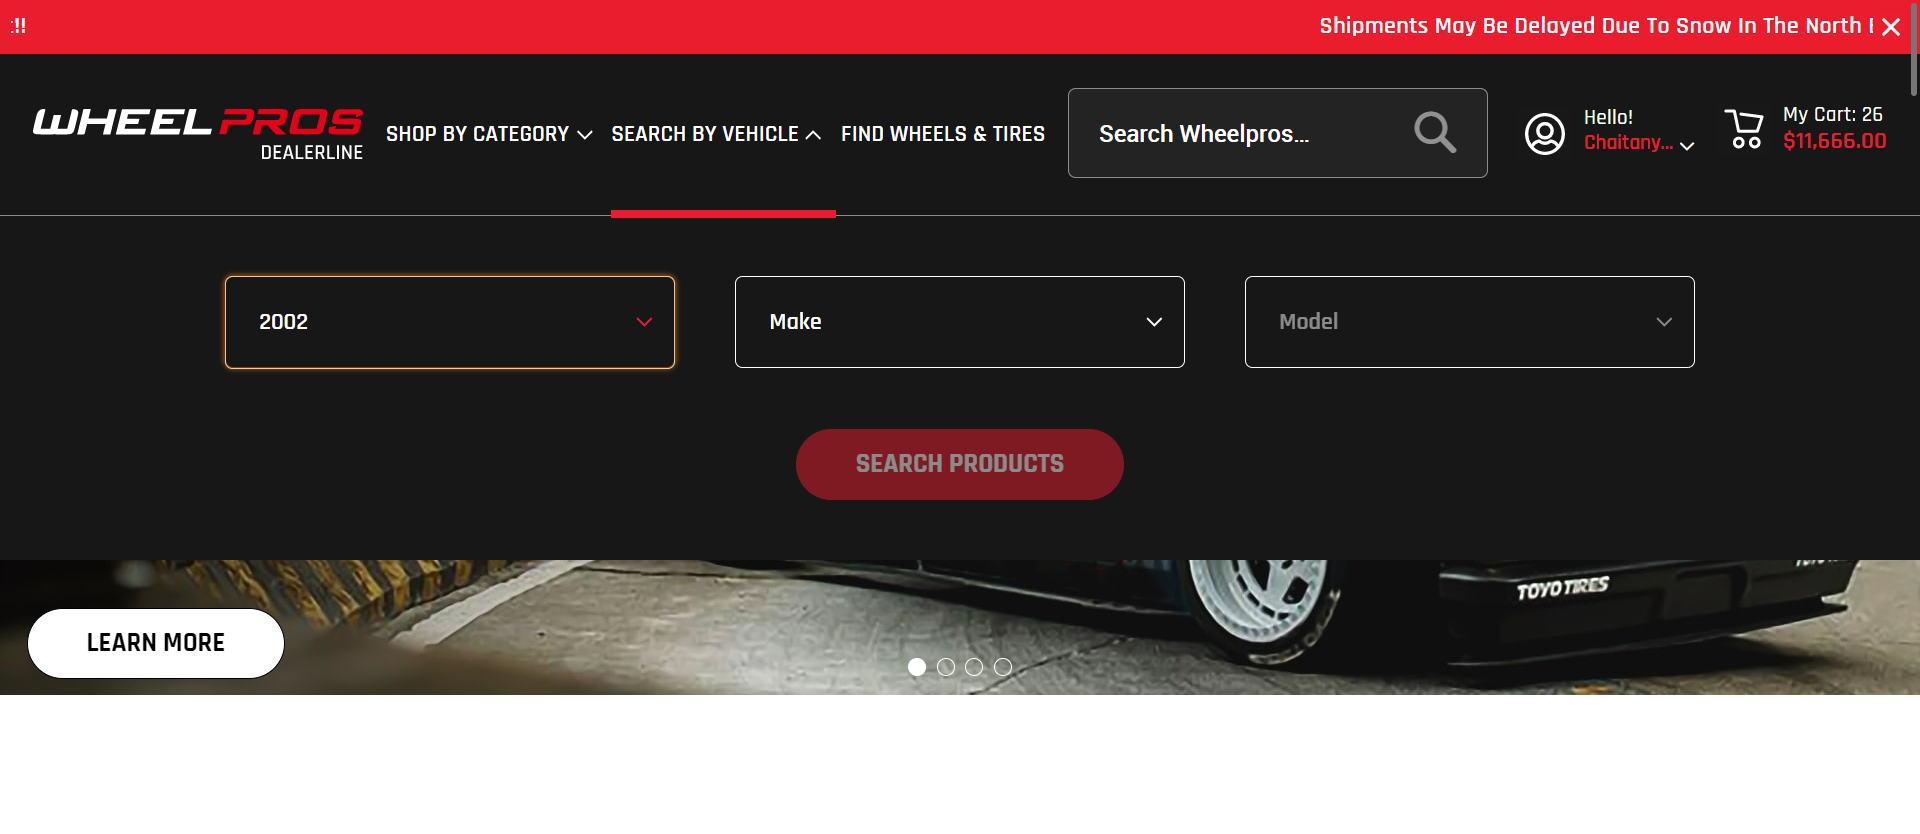 :!!
Shipments May Be Delayed Due To Snow In The North
WHEEL PROS
DEALERLINE
SHOP BY CATEGORY
SEARCH BY VEHICLE
FIND WHEELS & TIRES
Search Wheelpros...
Hello!
Chaitany...
My Cart: 26
$11,666.00
2002
Make
Model
SEARCH PRODUCTS
TOYO TIRES
LEARN MORE